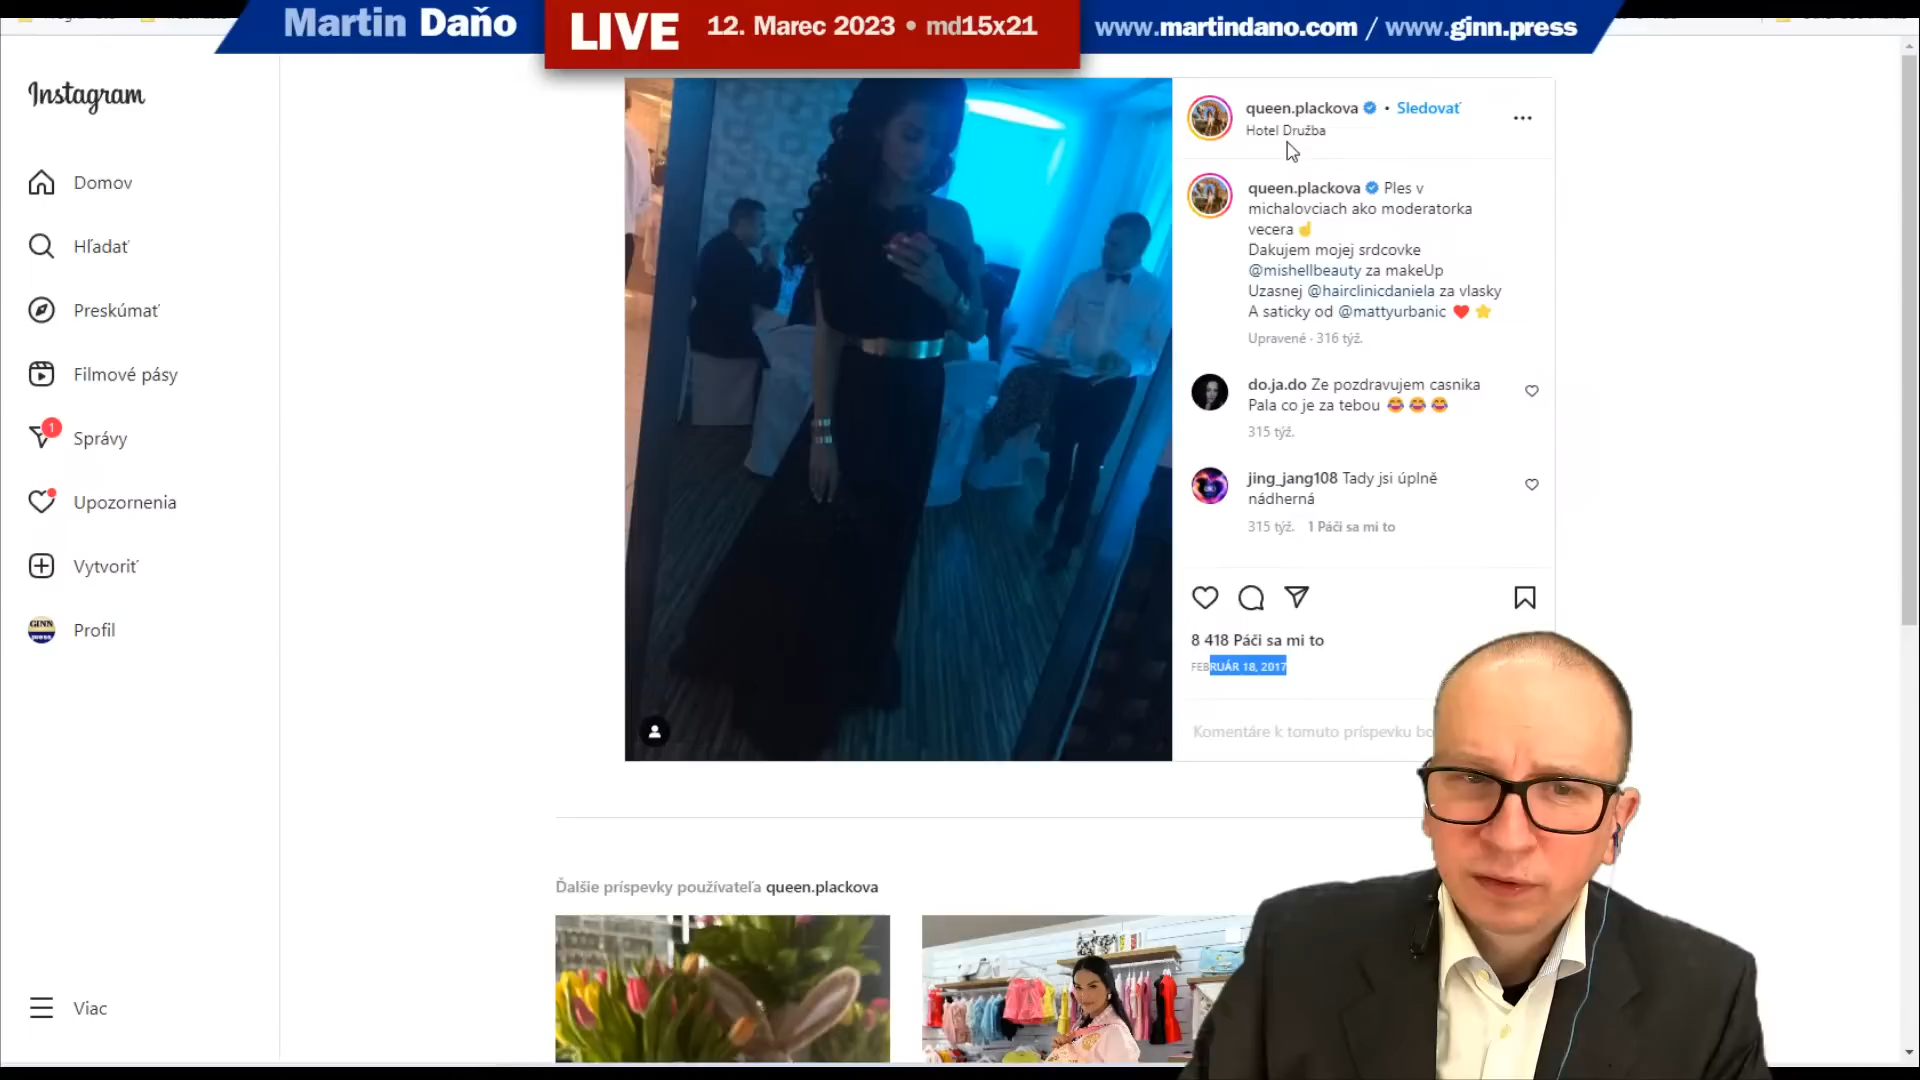 Martin Daňo
LIVE
12. Marec 2023 • md15x21
www.martindano.com / www.ginn.press
Instagram
Domov
Hľadať
Preskúmať
Filmové pásy
1
Správy
Upozornenia
Vytvoriť
GINN
press
Profil
Viac
queen.plackova • Sledovať
Hotel Družba
queen.plackova Ples v
michalovciach ako moderatorka
vecera ☝
Dakujem mojej srdcovke
@mishellbeauty za makeUp
Uzasnej @hairclinicdaniela za vlasky
A saticky od @mattyurbanic ❤️ ⭐
Upravené · 316 týž.
do.ja.do Ze pozdravujem casnika
Pala co je za tebou 😂 😂 😂
315 týž.
jing_jang108 Tady jsi úplně
nádherná
315 týž. 1 Páči sa mi to
8 418 Páči sa mi to
FEBRUÁR 18, 2017
Komentáre k tomuto príspevku bo
Ďalšie príspevky používateľa queen.plackova